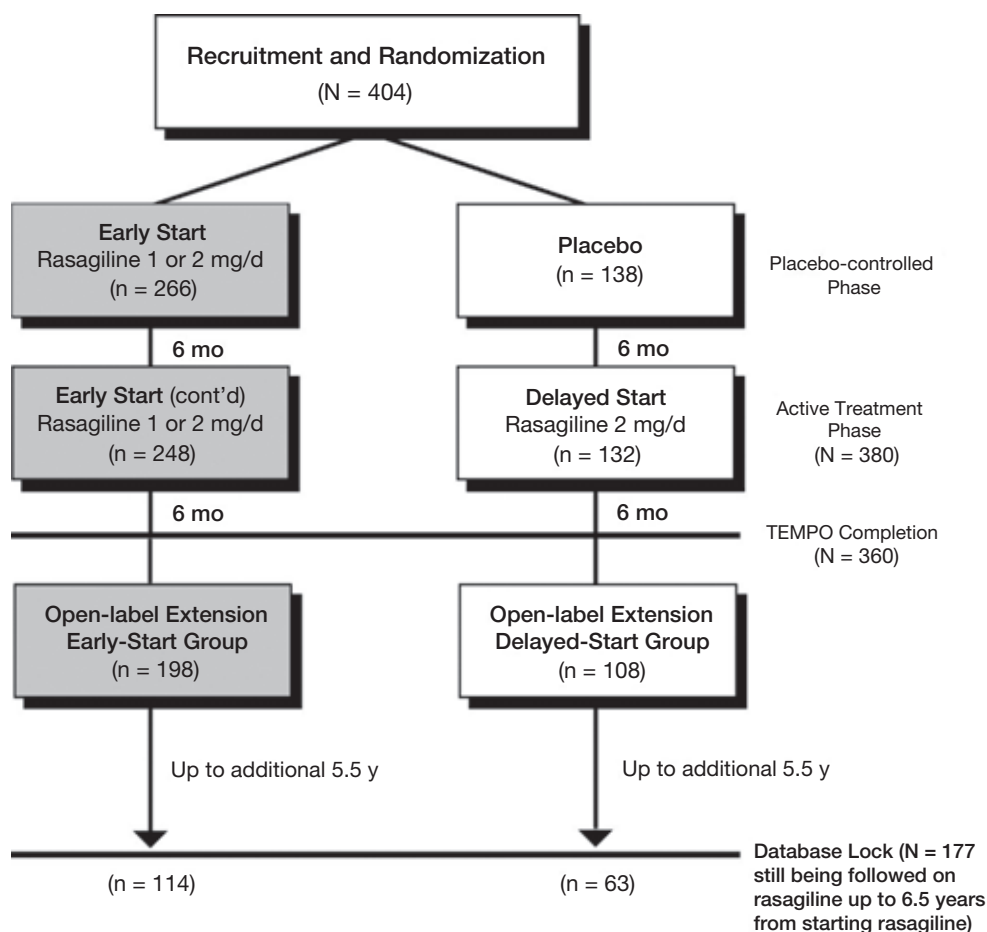 Recruitment and Randomization
(N = 404)
Early Start
Rasagiline 1 or 2 mg/d
(n = 266)
Placebo
(n = 138)
Placebo-controlled
Phase
6 mo
6 mo
Early Start (cont’d)
Rasagiline 1 or 2 mg/d
(n = 248)
Delayed Start
Rasagiline 2 mg/d
(n = 132)
Active Treatment
Phase
(N = 380)
6 mo
6 mo
TEMPO Completion
(N = 360)
Open-label Extension
Early-Start Group
(n = 198)
Open-label Extension
Delayed-Start Group
(n = 108)
Up to additional 5.5 y
Up to additional 5.5 y
(n = 114)
(n = 63)
Database Lock (N = 177
still being followed on
rasagiline up to 6.5 years
from starting rasagiline)